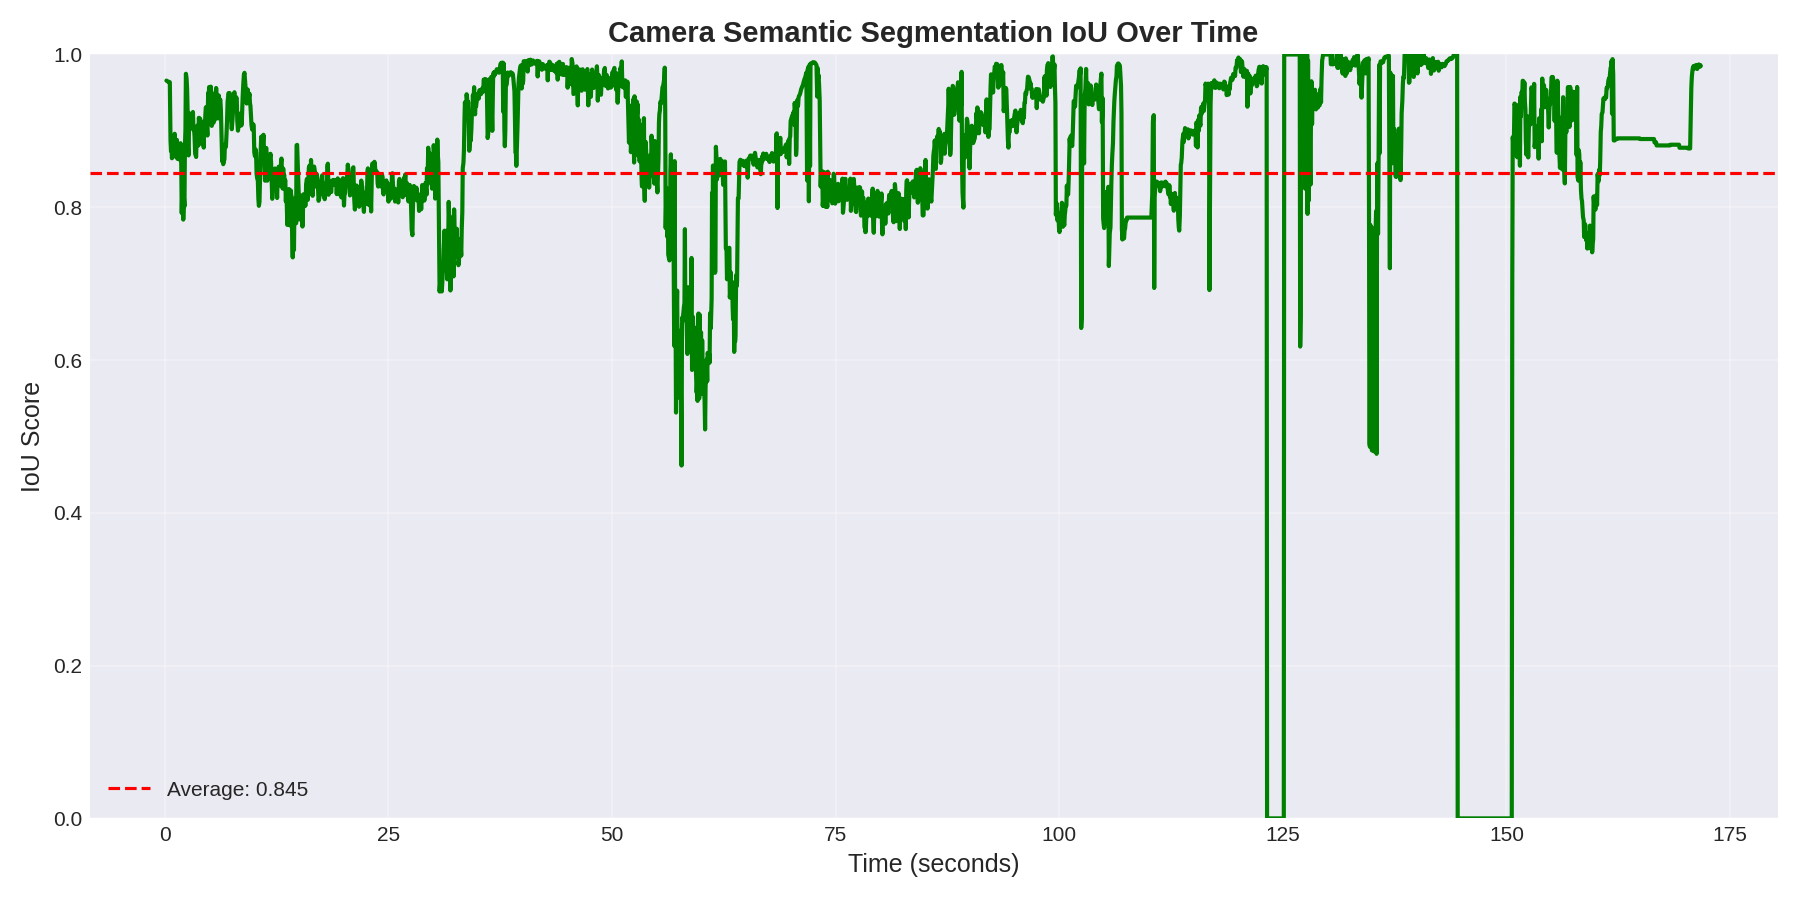 Camera Semantic Segmentation IoU Over Time
1.0
0.8
0.6
0.4
0.2
0.0
IoU Score
Average: 0.845
0 25 50 75 100 125 150 175
Time (seconds)